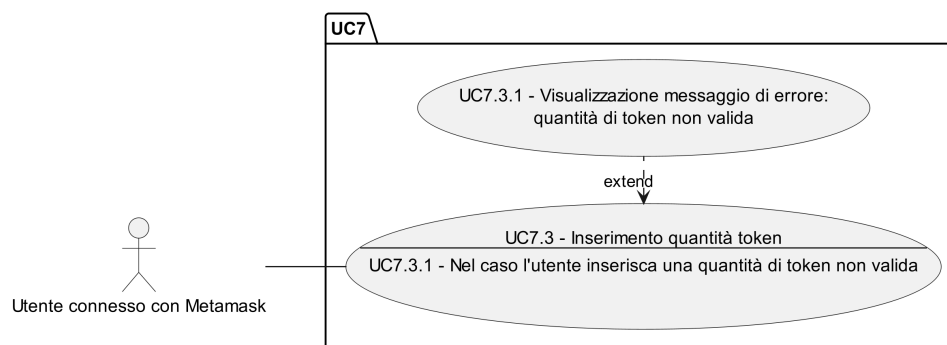 UC7
UC7.3.1 - Visualizzazione messaggio di errore:
quantità di token non valida
extend
UC7.3 - Inserimento quantità token
UC7.3.1 - Nel caso l'utente inserisca una quantità di token non valida
Utente connesso con Metamask